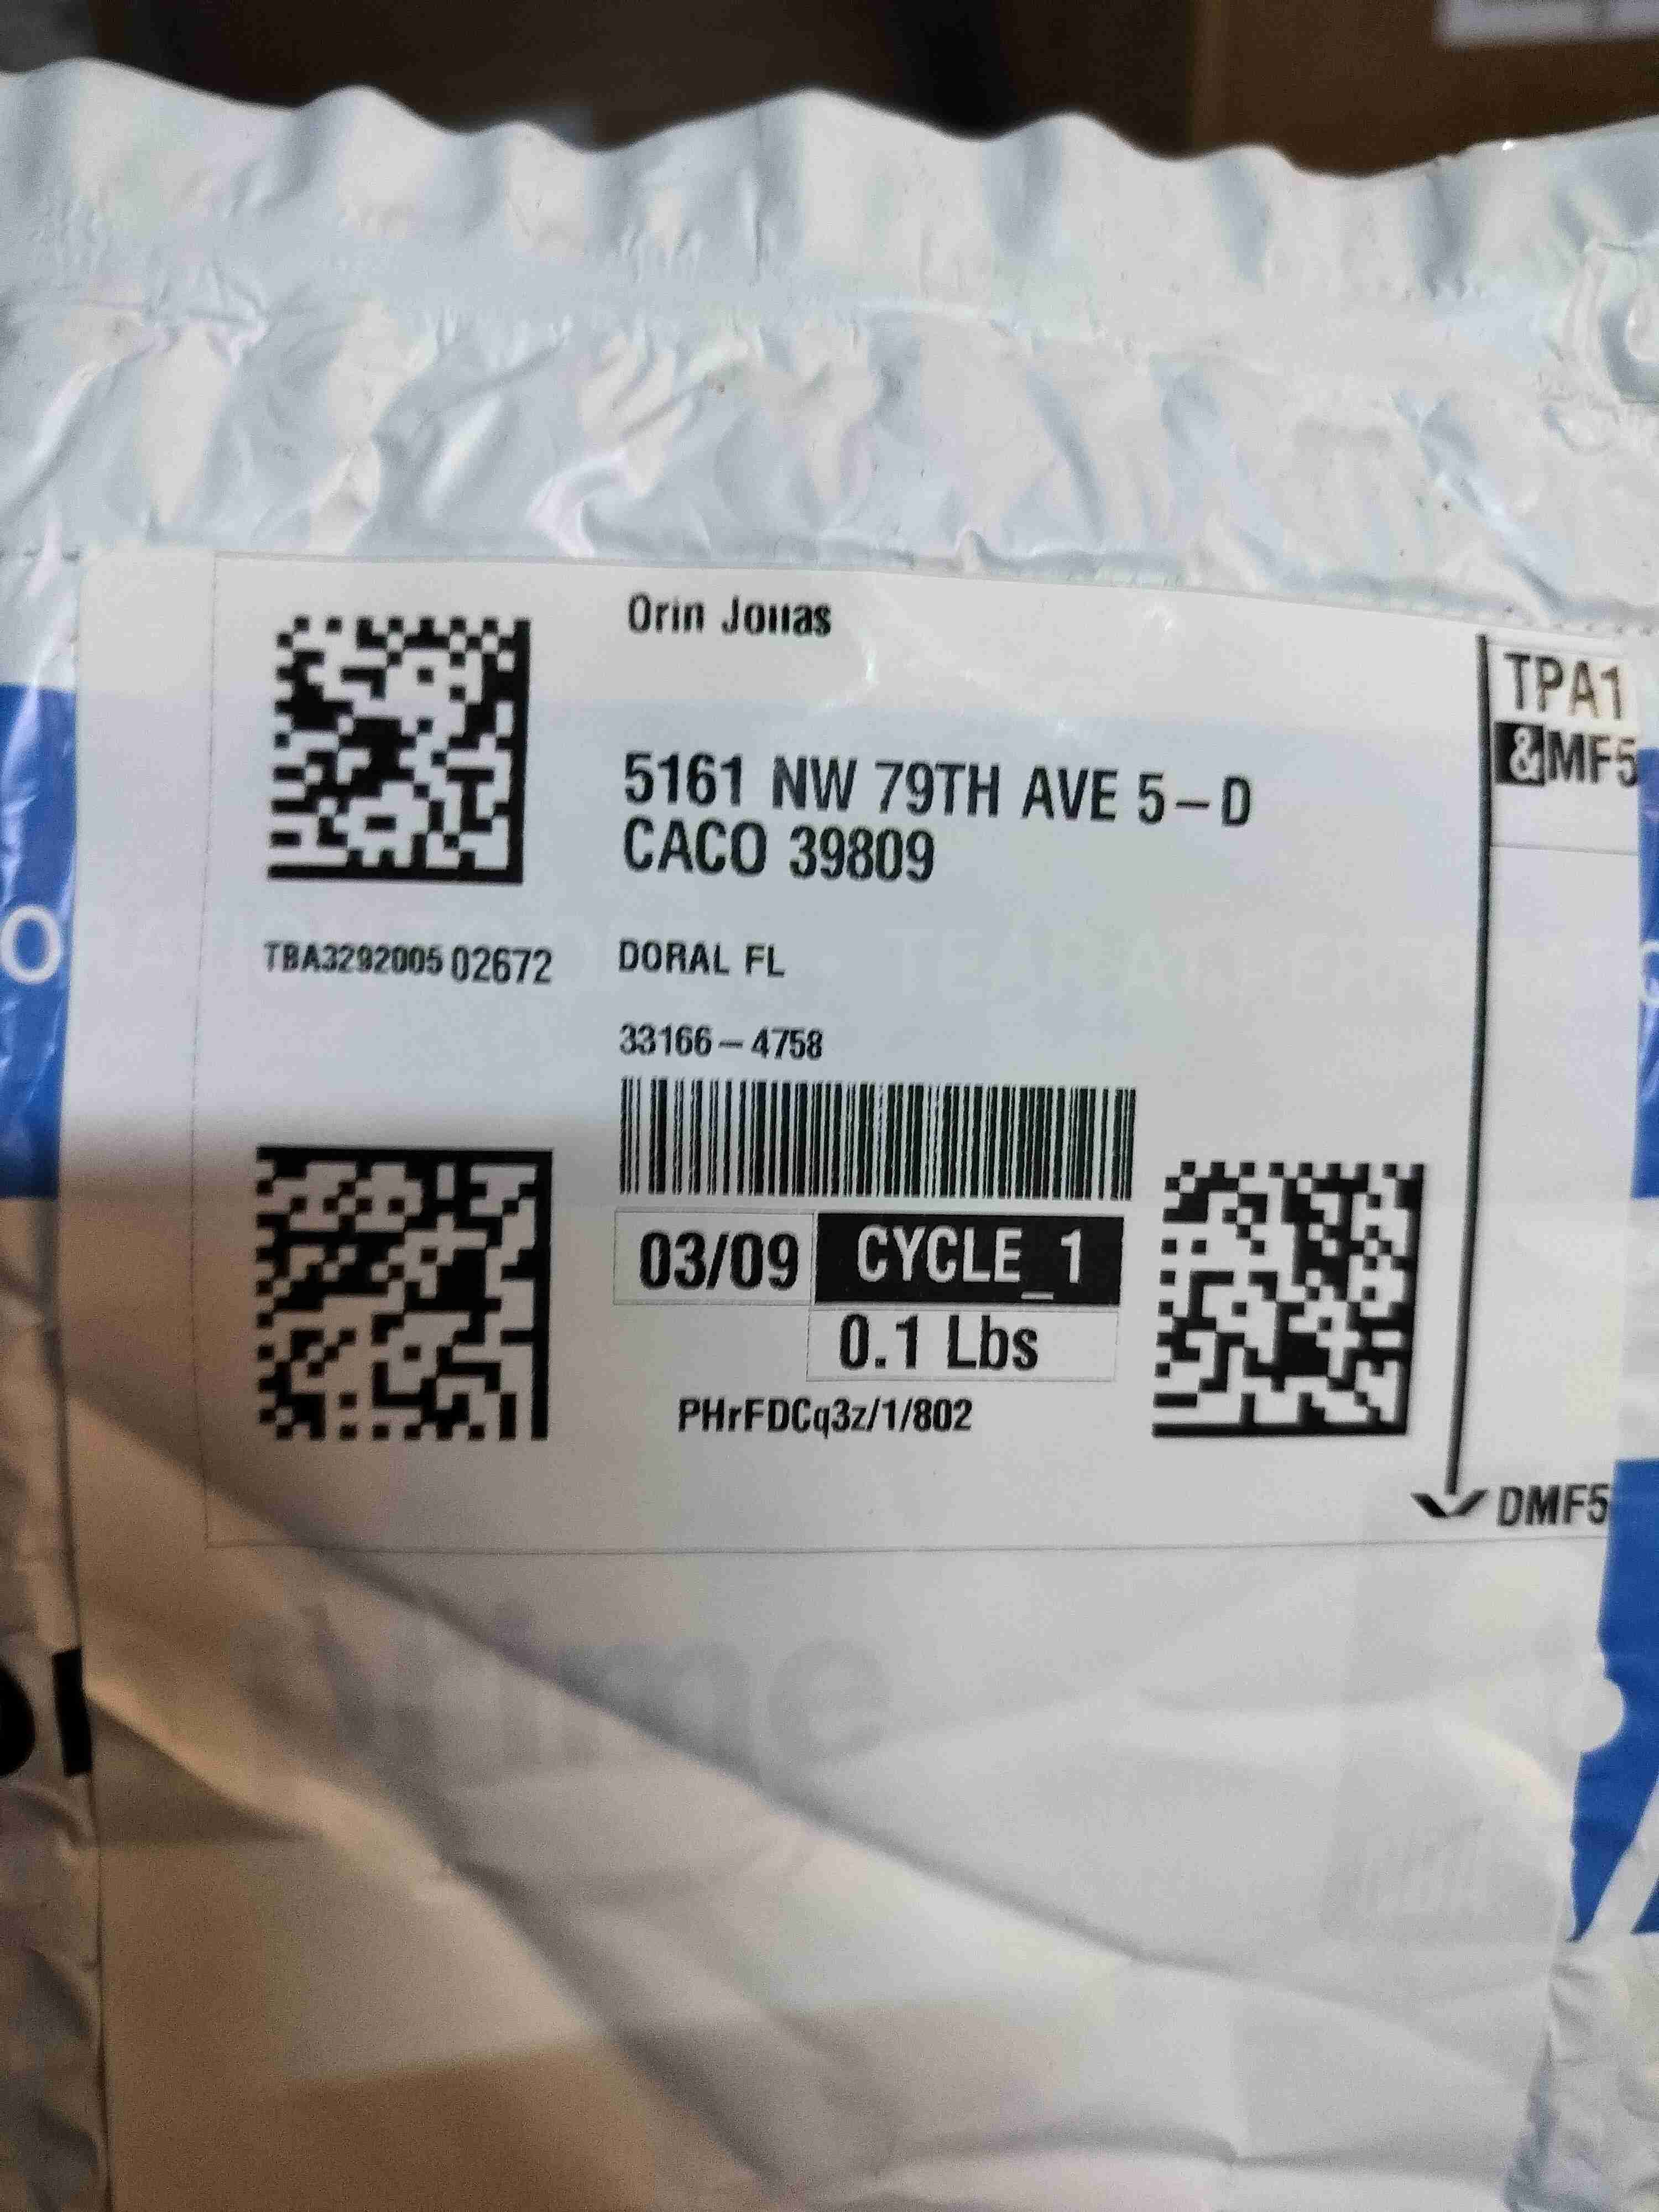 Orin Jonas
TPA1
&MF5
5161 NW 79TH AVE 5-D
CACO 39809
TBA329200502672
DORAL FL
33166-4758
03/09 CYCLE_1
0.1 Lbs
PHrFDCq3z/1/802
DMF5
prime